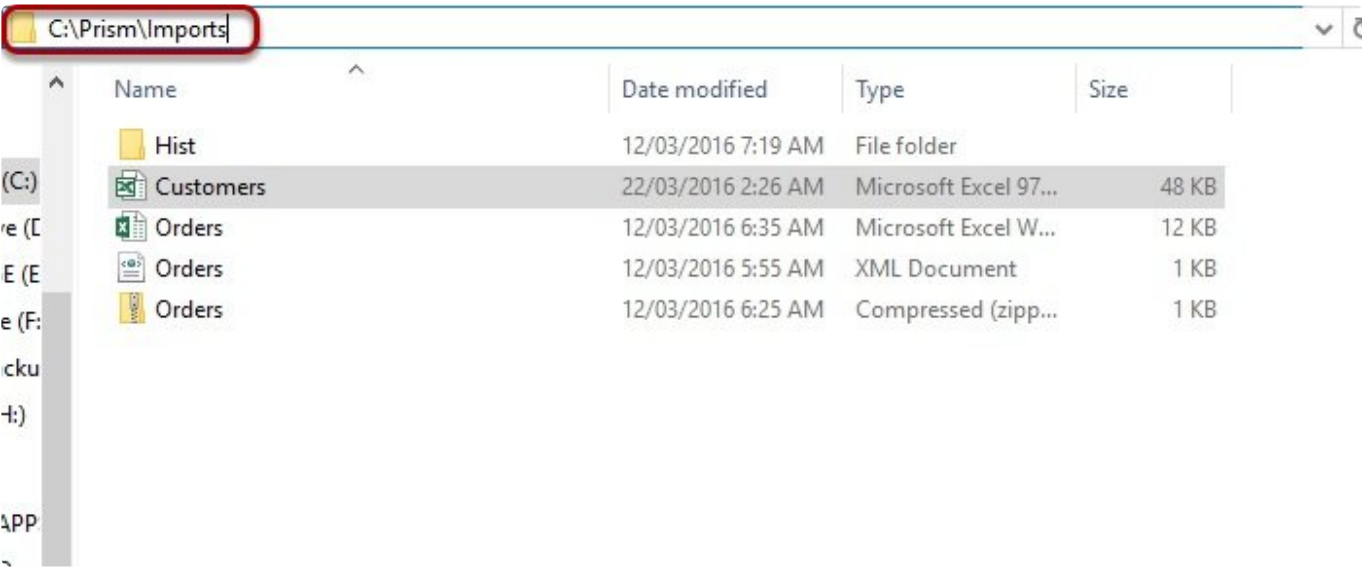 C:\Prism\Imports
Name Date modified Type Size
Hist 12/03/2016 7:19 AM File folder
(C:) Customers 22/03/2016 2:26 AM Microsoft Excel 97... 48 KB
Orders 12/03/2016 6:35 AM Microsoft Excel W... 12 KB
E (E Orders 12/03/2016 5:55 AM XML Document 1 KB
e (F: Orders 12/03/2016 6:25 AM Compressed (zipp... 1 KB
cku
H:)
APP